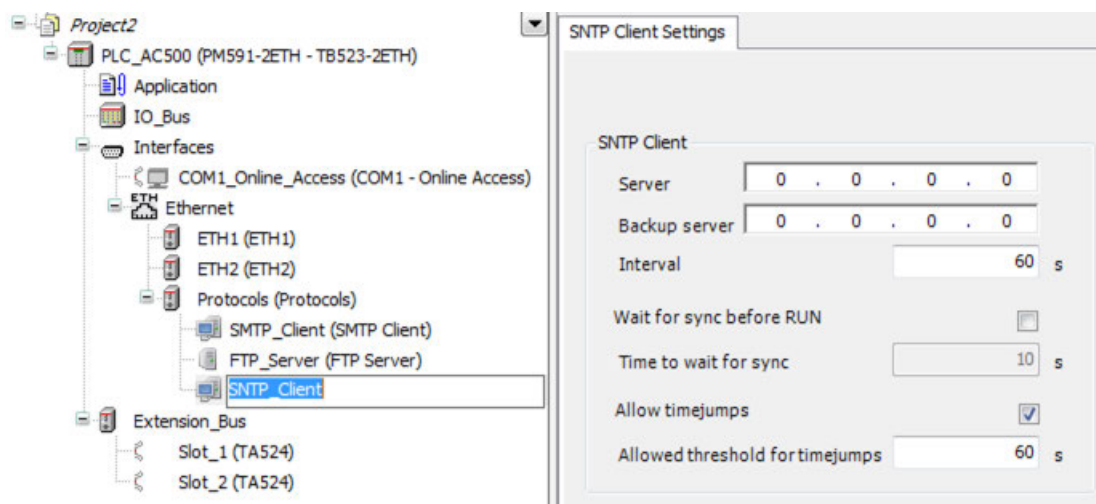 Project2
PLC_AC500 (PM591-2ETH - TB523-2ETH)
Application
IO_Bus
Interfaces
COM1_Online_Access (COM1 - Online Access)
ETH
Ethernet
ETH1 (ETH1)
ETH2 (ETH2)
Protocols (Protocols)
SMTP_Client (SMTP Client)
FTP_Server (FTP Server)
SNTP_Client
Extension_Bus
Slot_1 (TA524)
Slot_2 (TA524)
SNTP Client Settings
SNTP Client
Server 0 . 0 . 0 . 0
Backup server 0 . 0 . 0 . 0
Interval 60 s
Wait for sync before RUN
Time to wait for sync 10 s
Allow timejumps
Allowed threshold for timejumps 60 s